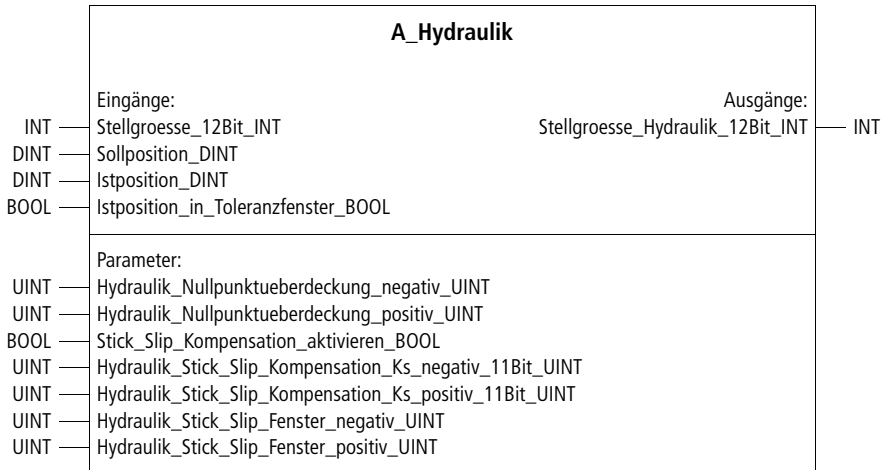 A_Hydraulik
Eingänge: Ausgänge:
INT Stellgroesse_12Bit_INT Stellgroesse_Hydraulik_12Bit_INT INT
DINT Sollposition_DINT
DINT Istposition_DINT
BOOL Istposition_in_Toleranzfenster_BOOL
Parameter:
UINT Hydraulik_Nullpunktueberdeckung_negativ_UINT
UINT Hydraulik_Nullpunktueberdeckung_positiv_UINT
BOOL Stick_Slip_Kompensation_aktivieren_BOOL
UINT Hydraulik_Stick_Slip_Kompensation_Ks_negativ_11Bit_UINT
UINT Hydraulik_Stick_Slip_Kompensation_Ks_positiv_11Bit_UINT
UINT Hydraulik_Stick_Slip_Fenster_negativ_UINT
UINT Hydraulik_Stick_Slip_Fenster_positiv_UINT